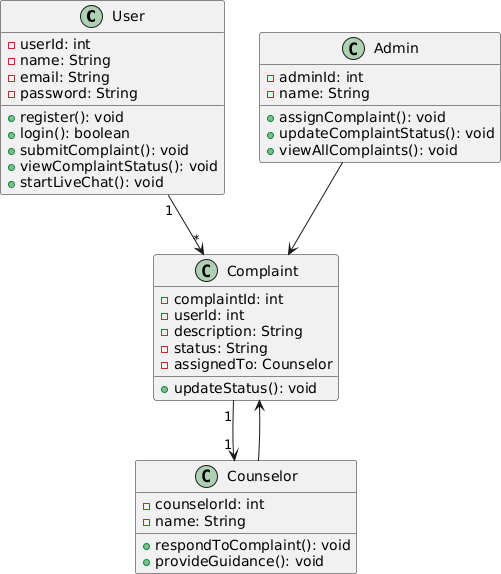 C User
userId: int
name: String
email: String
password: String
register(): void
login(): boolean
submitComplaint(): void
viewComplaintStatus(): void
startLiveChat(): void
C Admin
adminId: int
name: String
assignComplaint(): void
updateComplaintStatus(): void
viewAllComplaints(): void
1
*
C Complaint
complaintId: int
userId: int
description: String
status: String
assignedTo: Counselor
updateStatus(): void
1
1
C Counselor
counselorId: int
name: String
respondToComplaint(): void
provideGuidance(): void